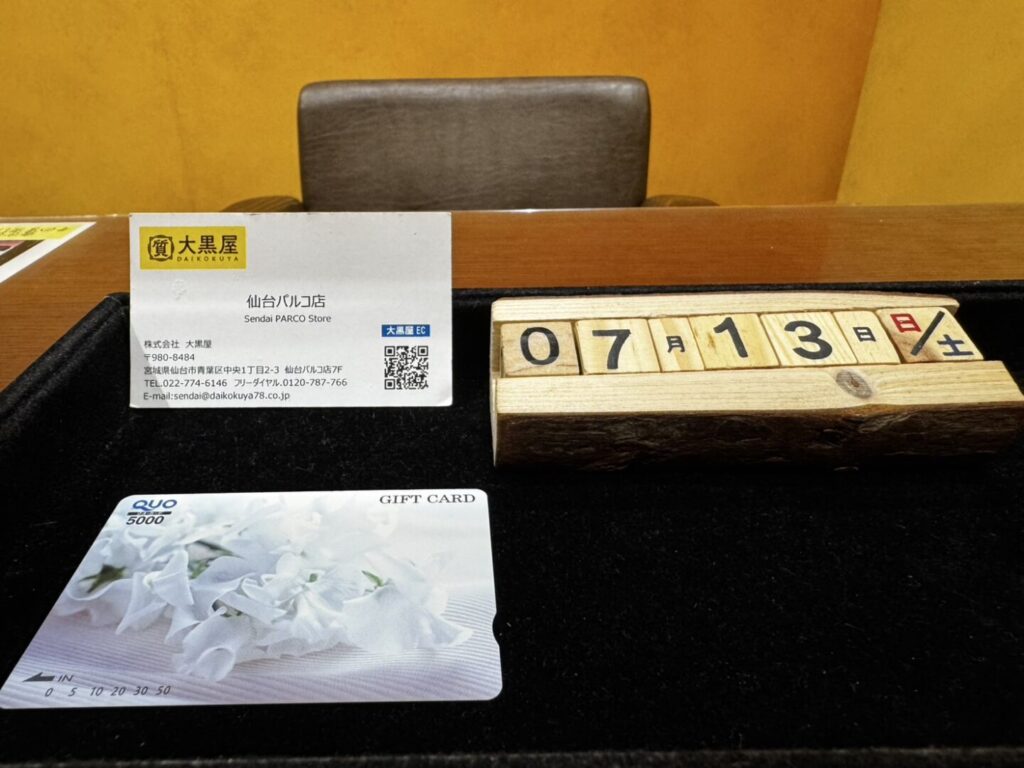 質 大黒屋
DAIKOKUYA
仙台パルコ店
Sendai PARCO Store
大黒屋 EC
株式会社 大黒屋
〒980-8484
宮城県仙台市青葉区中央1丁目2-3 仙台パルコ店7F
TEL.022-774-6146 フリーダイヤル.0120-787-766
E-mail:sendai@daikokuya78.co.jp
07月13日 日/土
QUO
5000
GIFT CARD
IN
0 5 10 20 30 50